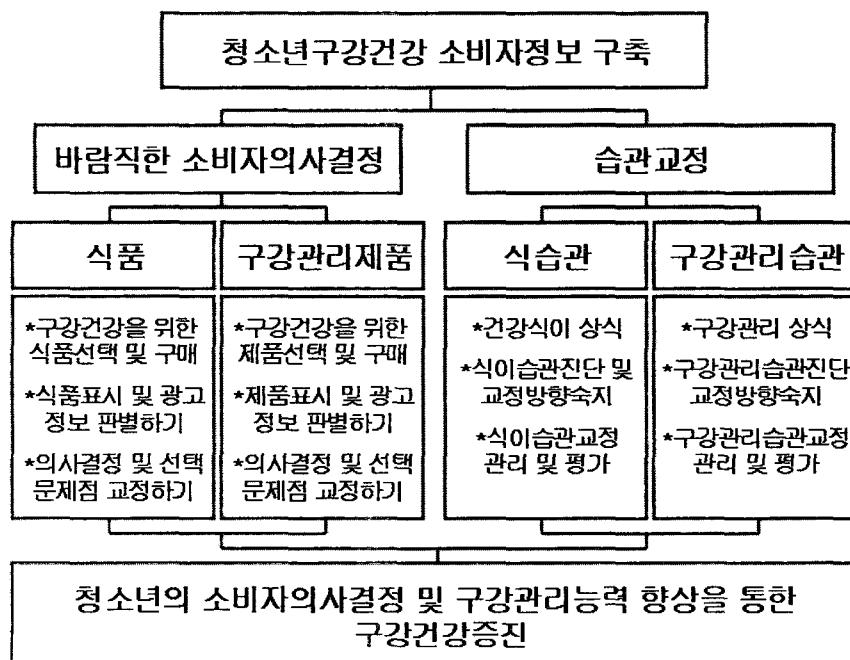 청소년구강건강 소비자정보 구축
바람직한 소비자의사결정
습관교정
식품
구강관리제품
식습관
구강관리습관
*구강건강을 위한
식품선택 및 구매
*식품표시 및 광고
정보 판별하기
*의사결정 및 선택
문제점 교정하기
*구강건강을 위한
제품선택 및 구매
*제품표시 및 광고
정보 판별하기
*의사결정 및 선택
문제점 교정하기
*건강식이 상식
*식이습관진단 및
교정방향숙지
*식이습관교정
관리 및 평가
*구강관리 상식
*구강관리습관진단
교정방향숙지
*구강관리습관교정
관리 및 평가
청소년의 소비자의사결정 및 구강관리능력 향상을 통한
구강건강증진